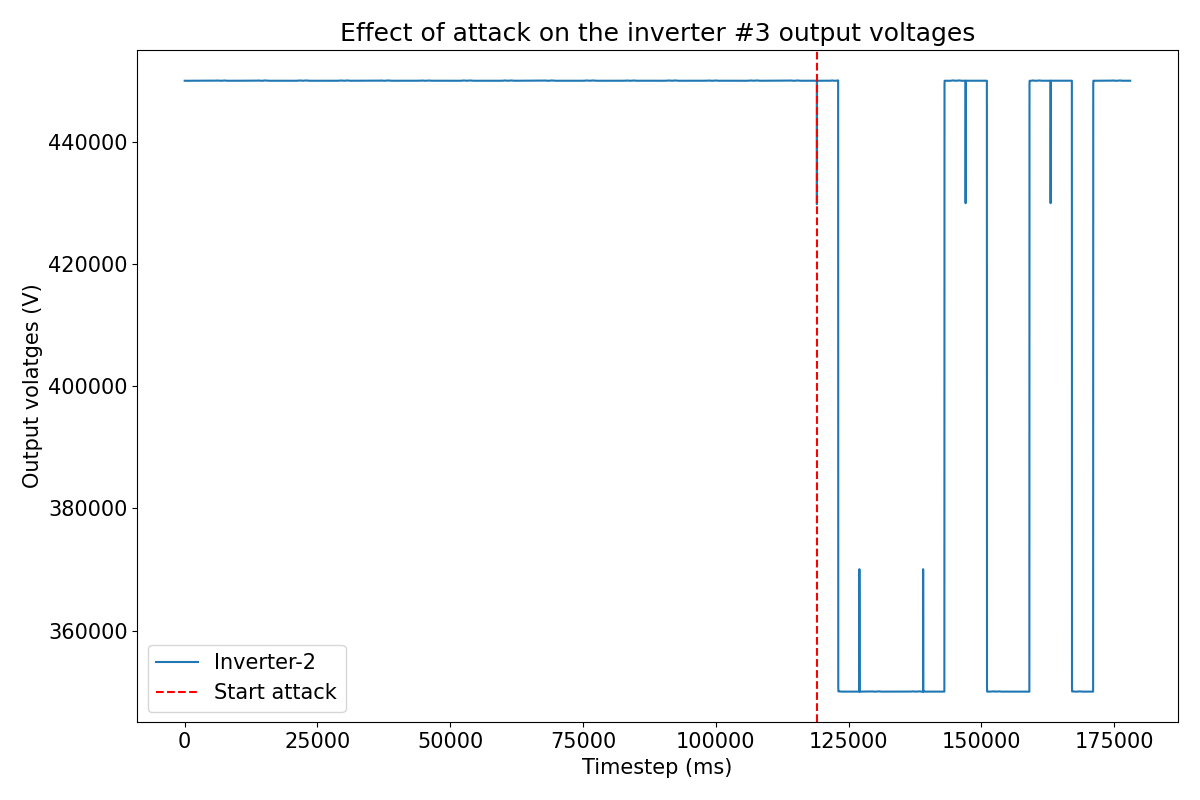 Effect of attack on the inverter #3 output voltages
Output volatges (V)
440000
420000
400000
380000
360000
Inverter-2
Start attack
0 25000 50000 75000 100000 125000 150000 175000
Timestep (ms)